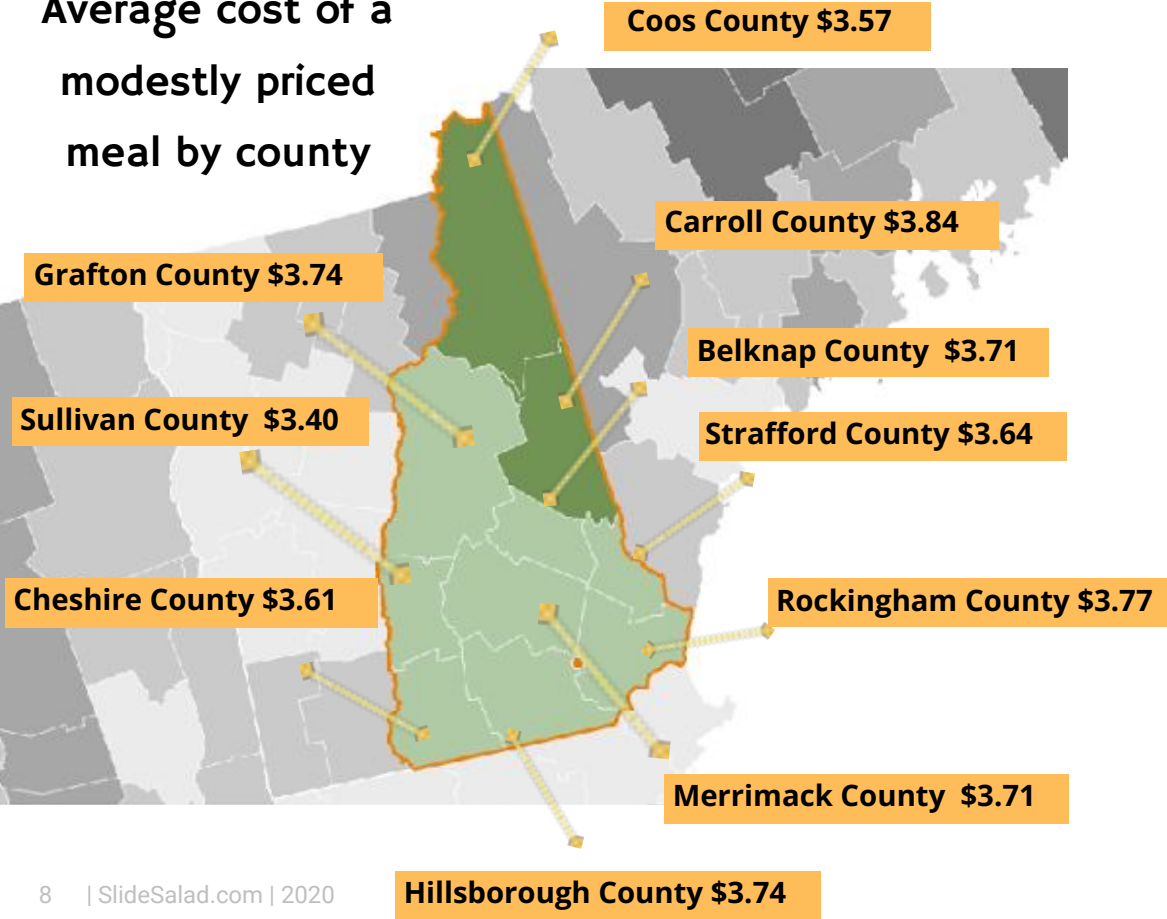 Average cost of a
modestly priced
meal by county
Coos County $3.57
Carroll County $3.84
Grafton County $3.74
Belknap County $3.71
Sullivan County $3.40
Strafford County $3.64
Cheshire County $3.61
Rockingham County $3.77
Merrimack County $3.71
Hillsborough County $3.74
8 | SlideSalad.com | 2020